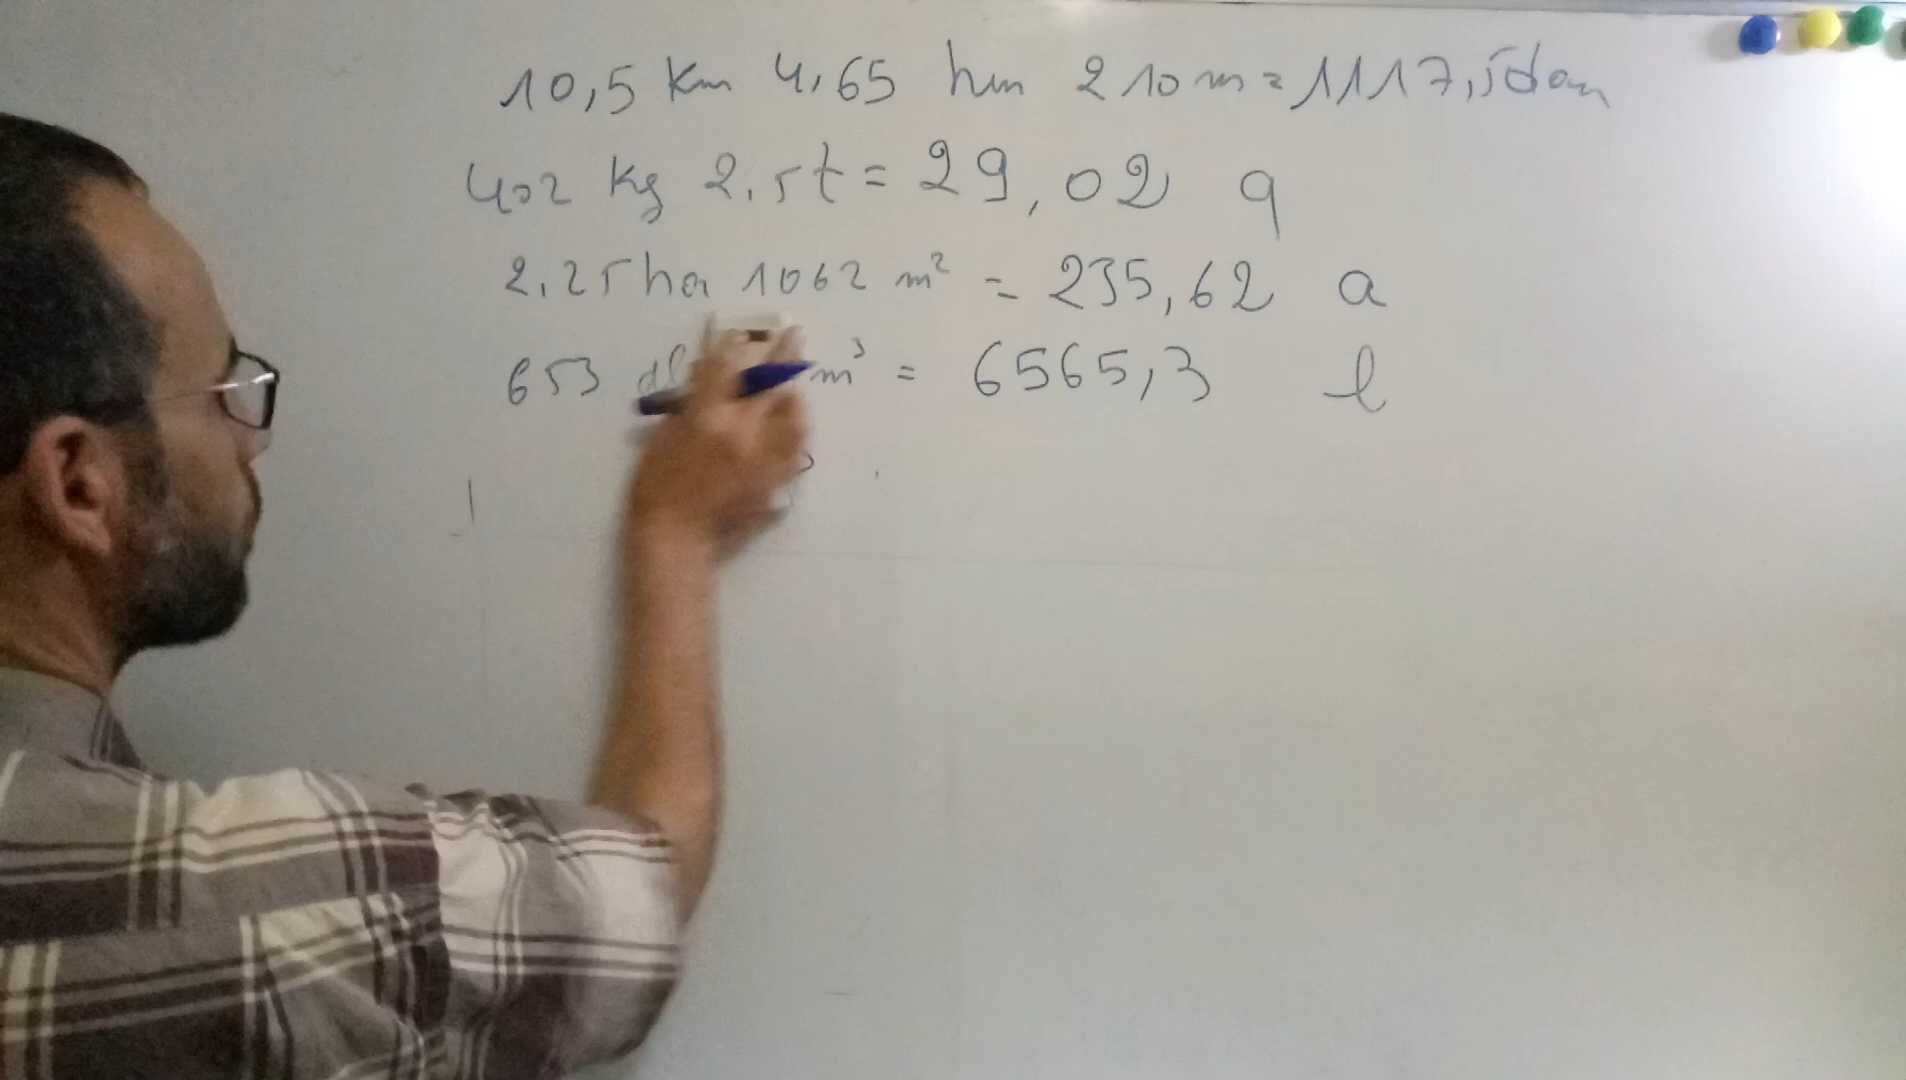 10,5 km 4,65 hm 210 m = 1117,5 dam
402 kg 2,5 t = 29,02 q
2,25 ha 1062 m² = 235,62 a
653 dl m³ = 6565,3 l